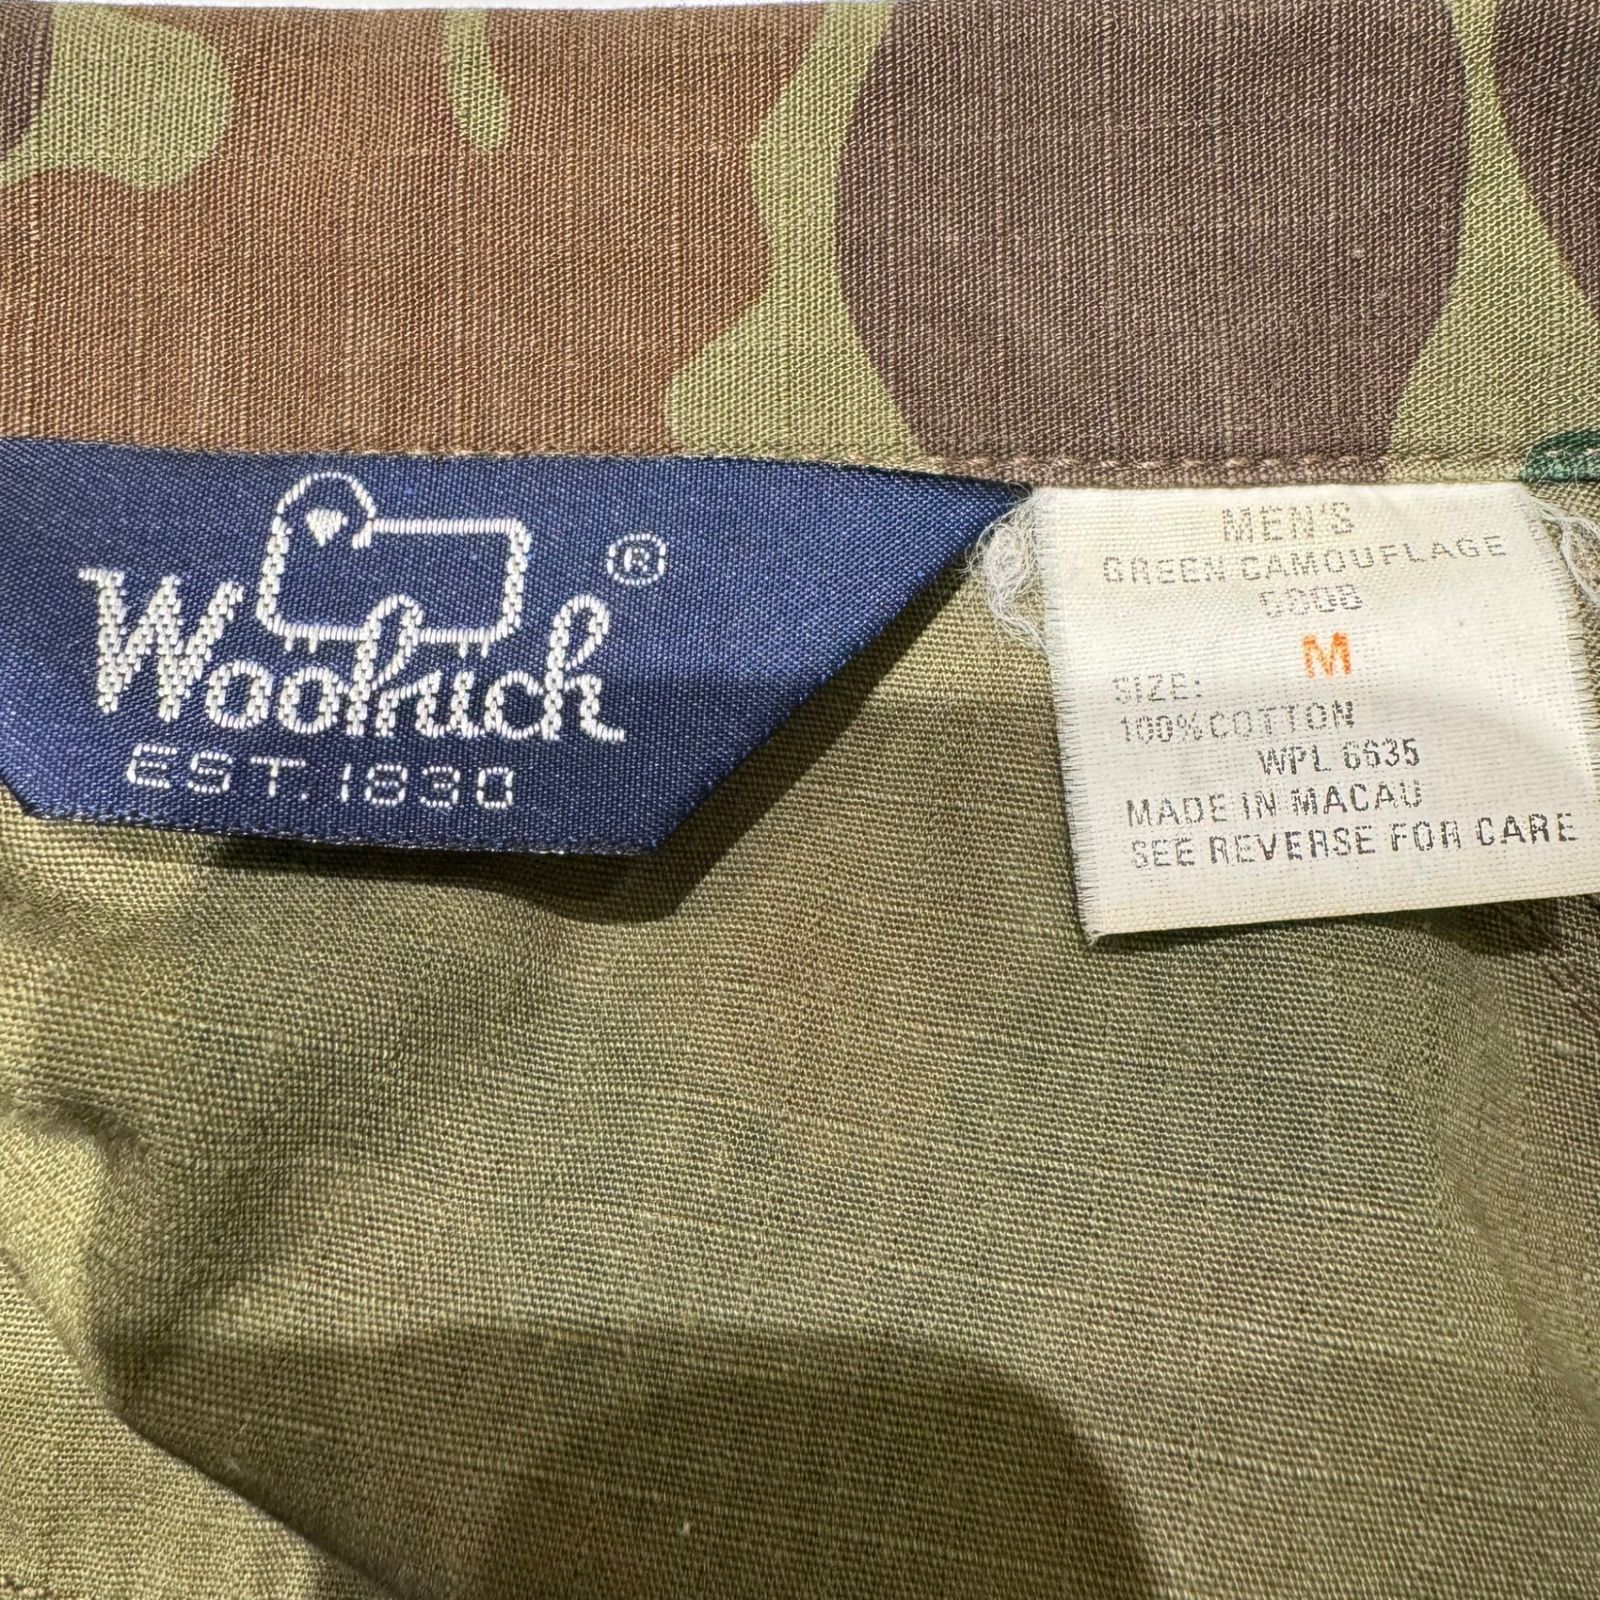 Woolrich ®
EST. 1830
MEN'S
GREEN CAMOUFLAGE
M
SIZE:
100% COTTON
WPL 6635
MADE IN MACAU
SEE REVERSE FOR CARE